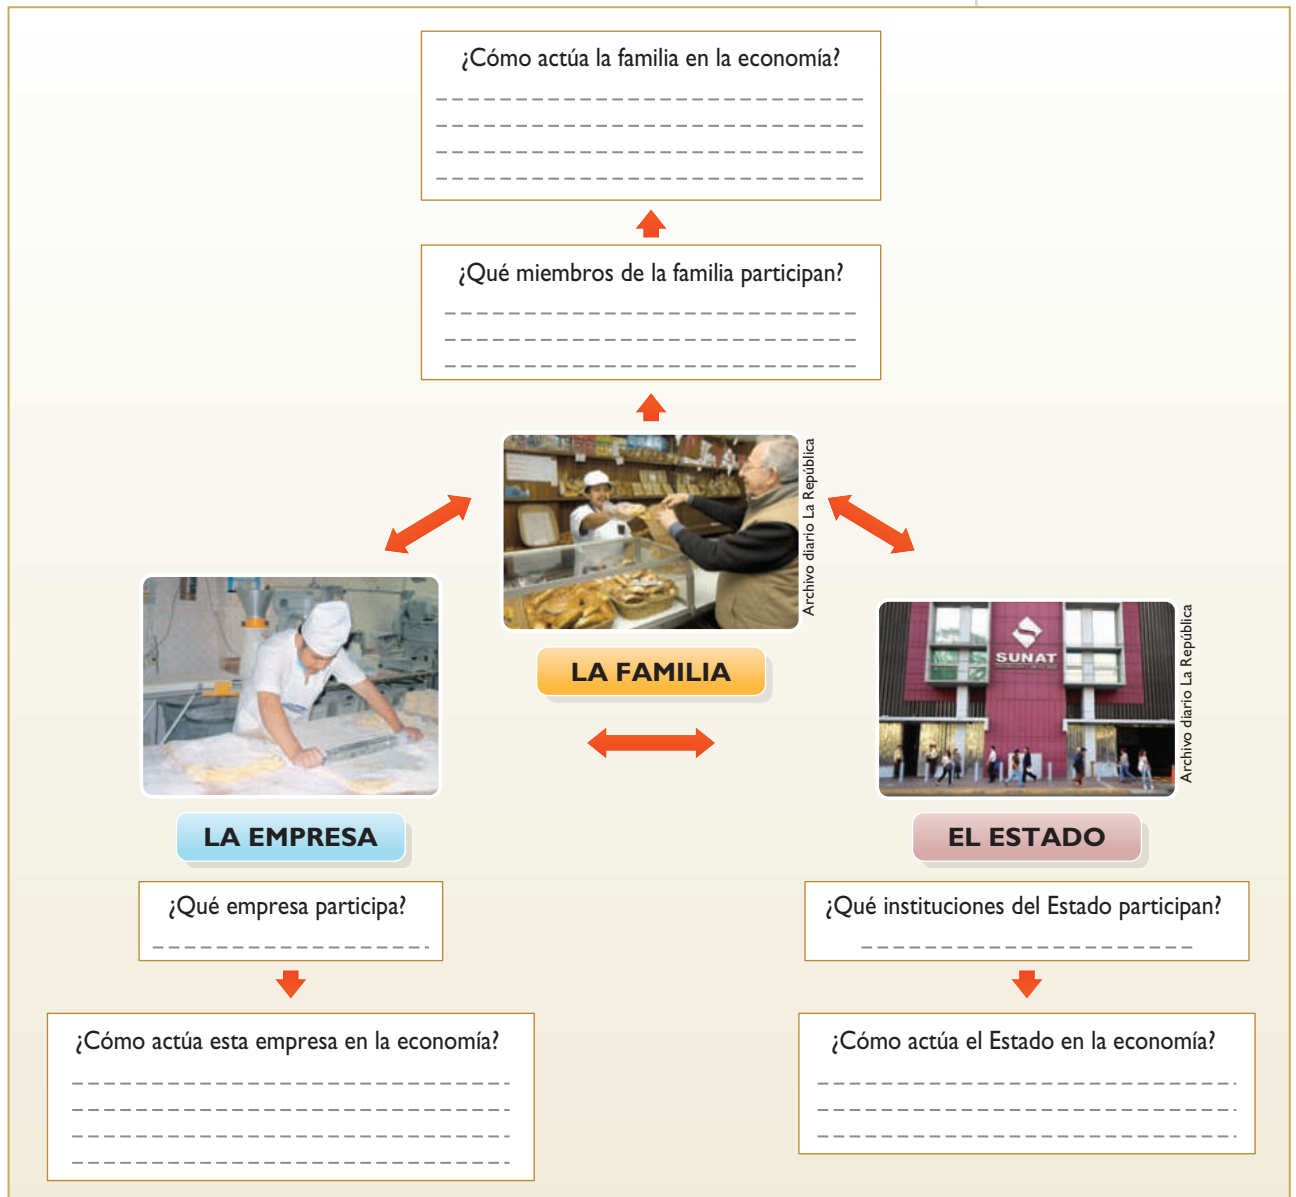 ¿Cómo actúa la familia en la economía?
¿Qué miembros de la familia participan?
Archivo diario La República
LA FAMILIA
SUNAT
Archivo diario La República
LA EMPRESA
EL ESTADO
¿Qué empresa participa?
¿Qué instituciones del Estado participan?
¿Cómo actúa esta empresa en la economía?
¿Cómo actúa el Estado en la economía?